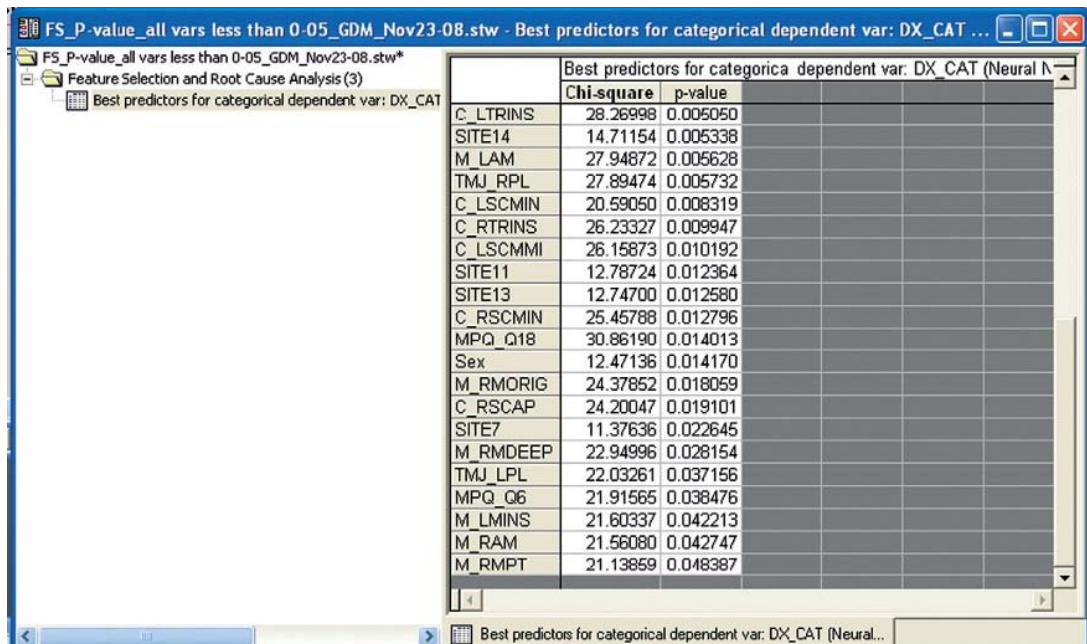 FS_P-value_all vars less than 0-05_GDM_Nov23-08.stw - Best predictors for categorical dependent var: DX_CAT ...
FS_P-value_all vars less than 0-05_GDM_Nov23-08.stw*
Feature Selection and Root Cause Analysis (3)
Best predictors for categorical dependent var: DX_CAT
Best predictors for categorica dependent var: DX_CAT (Neural N
Chi-square p-value
C_LTRINS 28.26998 0.005050
SITE14 14.71154 0.005338
M_LAM 27.94872 0.005628
TMJ_RPL 27.89474 0.005732
C_LSCMIN 20.59050 0.008319
C_RTRINS 26.23327 0.009947
C_LSCMMI 26.15873 0.010192
SITE11 12.78724 0.012364
SITE13 12.74700 0.012580
C_RSCMIN 25.45788 0.012796
MPQ_Q18 30.86190 0.014013
Sex 12.47136 0.014170
M_RMORIG 24.37852 0.018059
C_RSCAP 24.20047 0.019101
SITE7 11.37636 0.022645
M_RMDEEP 22.94996 0.028154
TMJ_LPL 22.03261 0.037156
MPQ_Q6 21.91565 0.038476
M_LMINS 21.60337 0.042213
M_RAM 21.56080 0.042747
M_RMPT 21.13859 0.048387
Best predictors for categorical dependent var: DX_CAT (Neural...